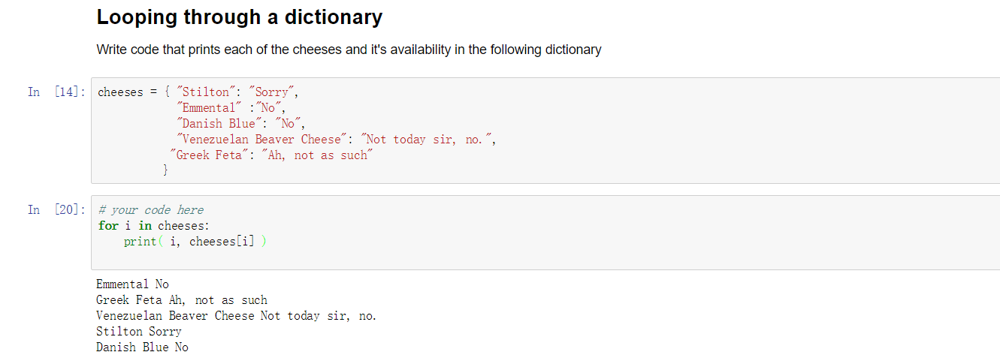 Looping through a dictionary
Write code that prints each of the cheeses and it's availability in the following dictionary
In [14]:
cheeses = { "Stilton": "Sorry",
"Emmental" :"No",
"Danish Blue": "No",
"Venezuelan Beaver Cheese": "Not today sir, no.",
"Greek Feta": "Ah, not as such"
}
In [20]:
# your code here
for i in cheeses:
print( i, cheeses[i] )
Emmental No
Greek Feta Ah, not as such
Venezuelan Beaver Cheese Not today sir, no.
Stilton Sorry
Danish Blue No